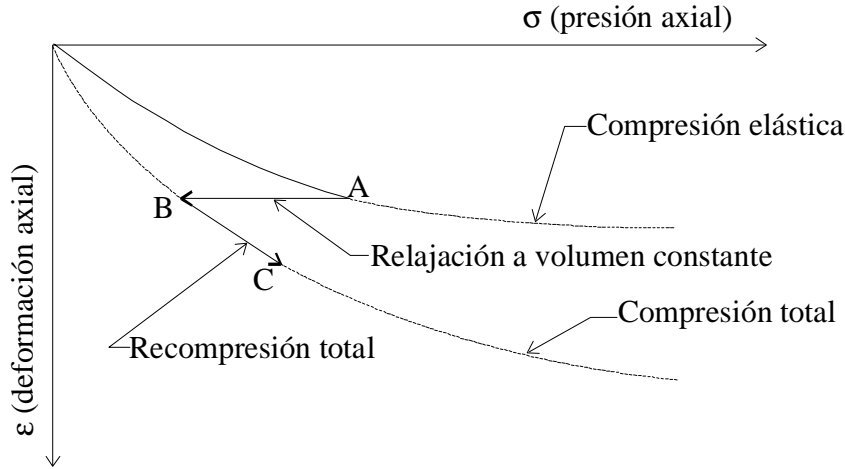 σ (presión axial)
Compresión elástica
A
B
Relajación a volumen constante
C
Compresión total
Recompresión total
ε (deformación axial)